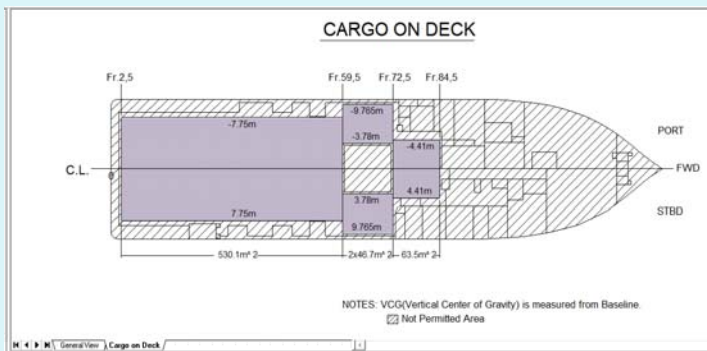 CARGO ON DECK
Fr.2,5 Fr.59,5 Fr.72,5 Fr.84,5
-9.765m
-7.75m
-3.78m
-4.41m
PORT
C.L.
FWD
4.41m
3.78m
STBD
7.75m
9.765m
530.1m² 2 2x46.7m² 2 63.5m² 2
NOTES: VCG(Vertical Center of Gravity) is measured from Baseline.
Not Permitted Area
General View Cargo on Deck